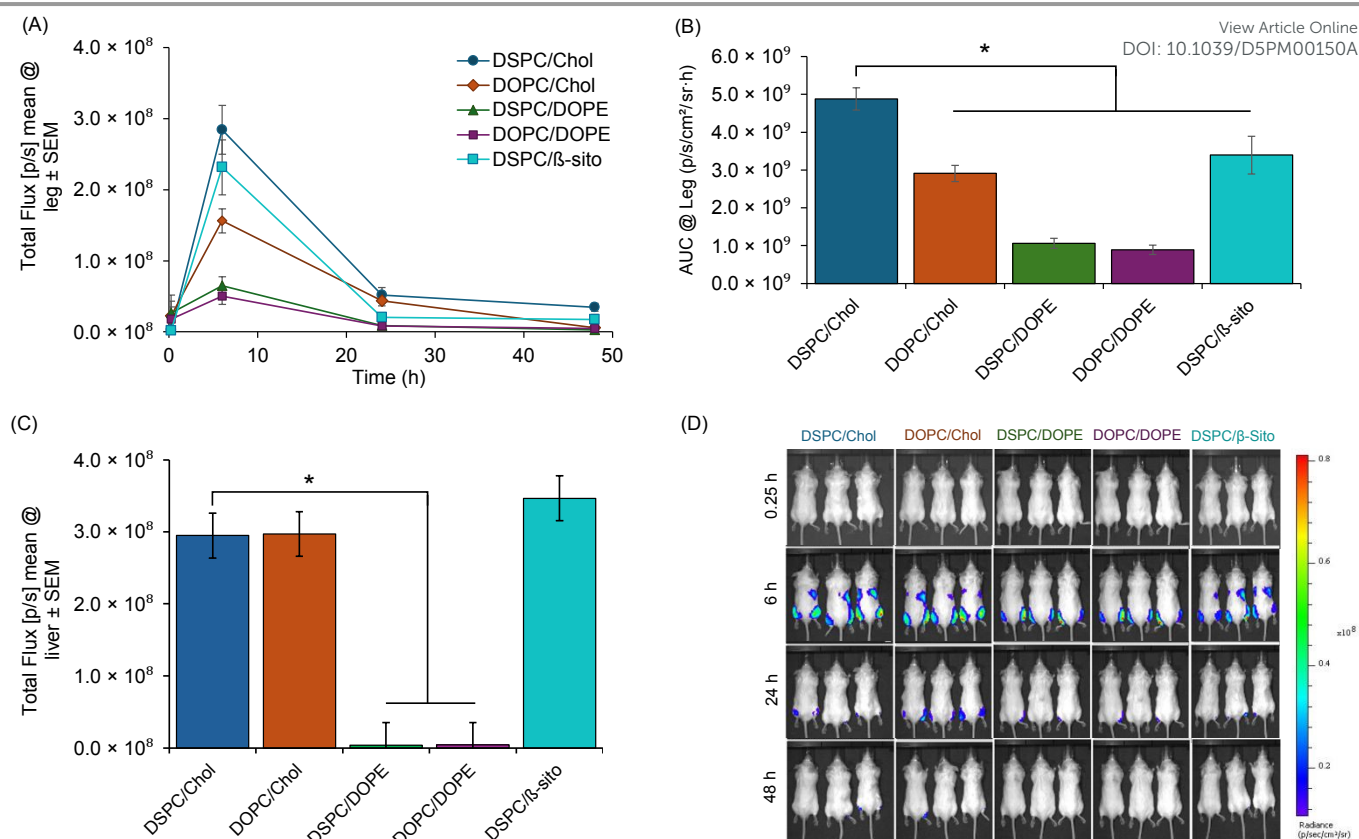 View Article Online
DOI: 10.1039/D5PM00150A
(A)
Total Flux [p/s] mean @
leg ± SEM
4.0 × 10⁸
3.0 × 10⁸
2.0 × 10⁸
1.0 × 10⁸
0.0 × 10⁸
0
10
20
30
40
50
Time (h)
DSPC/Chol
DOPC/Chol
DSPC/DOPE
DOPC/DOPE
DSPC/ß-sito
(B)
AUC @ Leg (p/s/cm²/sr·h)
6.0 × 10⁹
5.0 × 10⁹
4.0 × 10⁹
3.0 × 10⁹
2.0 × 10⁹
1.0 × 10⁹
0.0 × 10⁹
*
DSPC/Chol
DOPC/Chol
DSPC/DOPE
DOPC/DOPE
DSPC/ß-sito
(C)
Total Flux [p/s] mean @
liver ± SEM
4.0 × 10⁸
3.0 × 10⁸
2.0 × 10⁸
1.0 × 10⁸
0.0 × 10⁸
*
DSPC/Chol
DOPC/Chol
DSPC/DOPE
DOPC/DOPE
DSPC/ß-sito
(D)
DSPC/Chol
DOPC/Chol
DSPC/DOPE
DOPC/DOPE
DSPC/β-Sito
0.25 h
6 h
24 h
48 h
0.8
0.6
x10⁸
0.4
0.2
Radiance
(p/sec/cm²/sr)